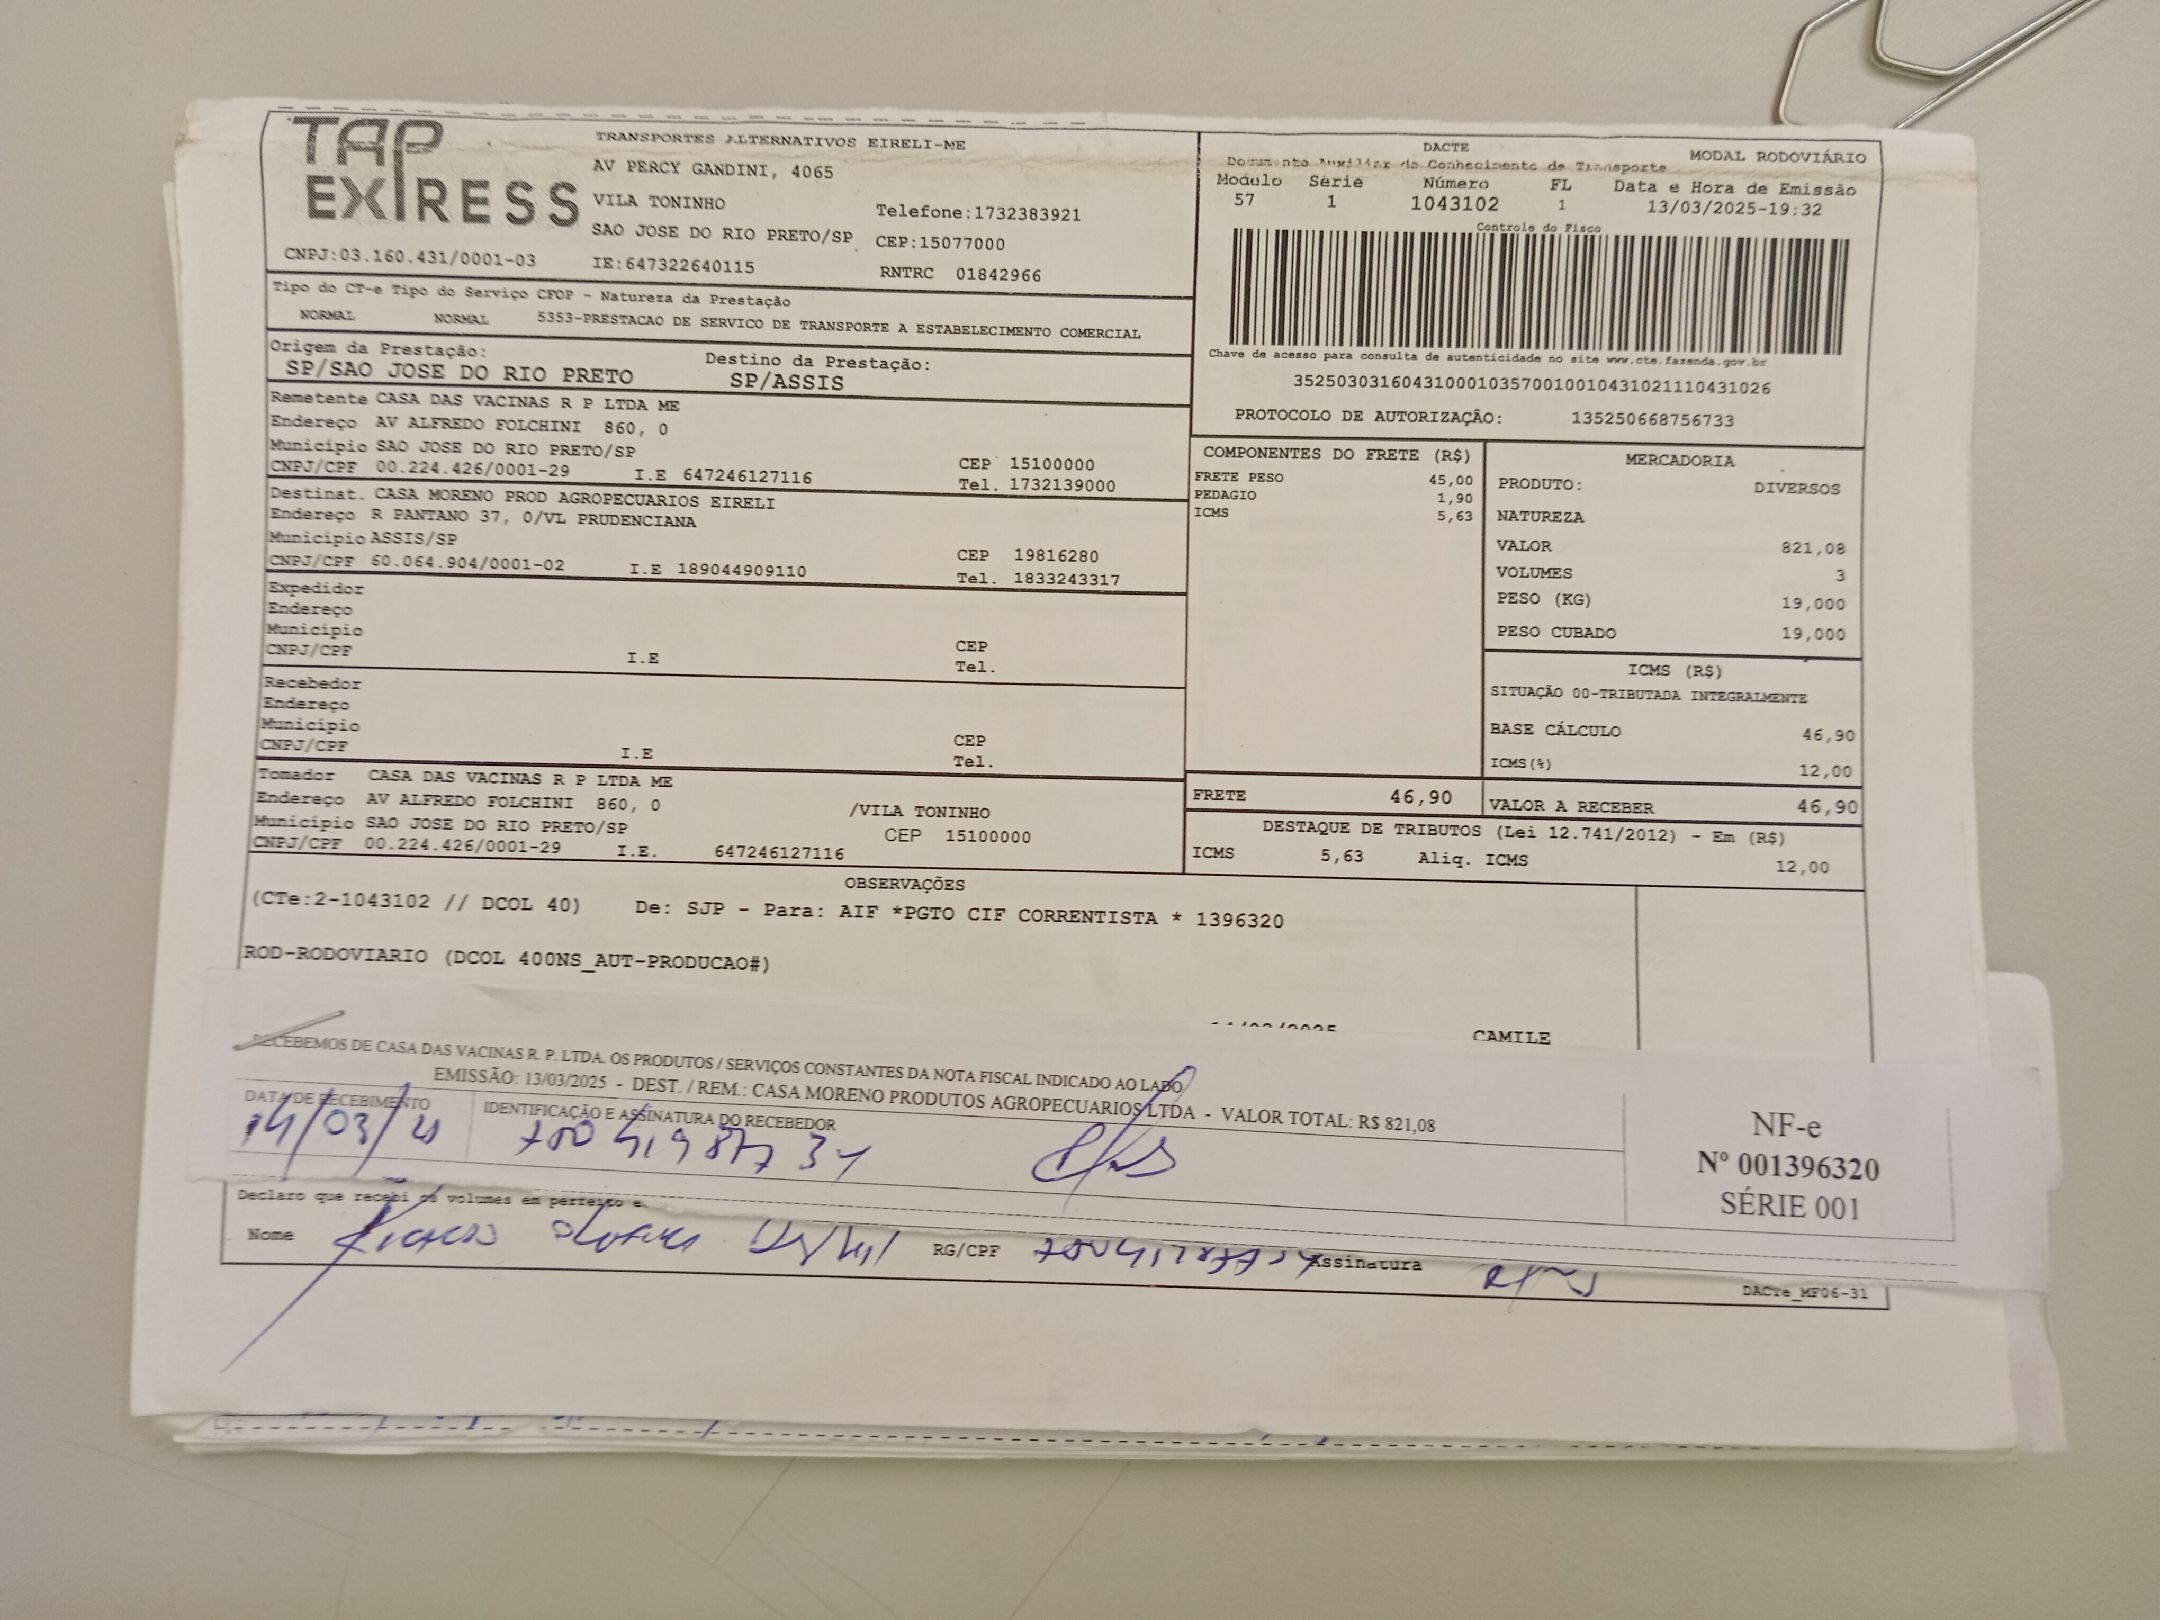 TAP EXPRESS
TRANSPORTES ALTERNATIVOS EIRELI-ME
AV PERCY GANDINI, 4065
VILA TONINHO Telefone:1732383921
SAO JOSE DO RIO PRETO/SP CEP:15077000
CNPJ:03.160.431/0001-03 IE:647322640115 RNTRC 01842966
DACTE MODAL RODOVIÁRIO
Documento Auxiliar do Conhecimento de Transporte
Modulo Série Número FL Data e Hora de Emissão
57 1 1043102 1 13/03/2025-19:32
Controle do Fisco
Chave de acesso para consulta de autenticidade no site www.cte.fazenda.gov.br
35250303160431000103570010010431021110431026
PROTOCOLO DE AUTORIZAÇÃO: 135250668756733
Tipo do CT-e Tipo do Serviço CFOP - Natureza da Prestação
NORMAL NORMAL 5353-PRESTACAO DE SERVICO DE TRANSPORTE A ESTABELECIMENTO COMERCIAL
Origem da Prestação: Destino da Prestação:
SP/SAO JOSE DO RIO PRETO SP/ASSIS
Remetente CASA DAS VACINAS R P LTDA ME
Endereço AV ALFREDO FOLCHINI 860, 0
Município SAO JOSE DO RIO PRETO/SP CEP 15100000
CNPJ/CPF 00.224.426/0001-29 I.E 647246127116 Tel. 1732139000
Destinat. CASA MORENO PROD AGROPECUARIOS EIRELI
Endereço R PANTANO 37, 0/VL PRUDENCIANA
Município ASSIS/SP CEP 19816280
CNPJ/CPF 60.064.904/0001-02 I.E 189044909110 Tel. 1833243317
Expedidor
Endereço
Município CEP
CNPJ/CPF I.E Tel.
Recebedor
Endereço
Município CEP
CNPJ/CPF I.E Tel.
Tomador CASA DAS VACINAS R P LTDA ME
Endereço AV ALFREDO FOLCHINI 860, 0 /VILA TONINHO
Município SAO JOSE DO RIO PRETO/SP CEP 15100000
CNPJ/CPF 00.224.426/0001-29 I.E. 647246127116
COMPONENTES DO FRETE (R$)
FRETE PESO 45,00
PEDAGIO 1,90
ICMS 5,63
MERCADORIA
PRODUTO: DIVERSOS
NATUREZA
VALOR 821,08
VOLUMES 3
PESO (KG) 19,000
PESO CUBADO 19,000
ICMS (R$)
SITUAÇÃO 00-TRIBUTADA INTEGRALMENTE
BASE CÁLCULO 46,90
ICMS(%) 12,00
FRETE 46,90 VALOR A RECEBER 46,90
DESTAQUE DE TRIBUTOS (Lei 12.741/2012) - Em (R$)
ICMS 5,63 Aliq. ICMS 12,00
OBSERVAÇÕES
(CTe:2-1043102 // DCOL 40) De: SJP - Para: AIF *PGTO CIF CORRENTISTA * 1396320
ROD-RODOVIARIO (DCOL 400NS_AUT-PRODUCAO#)
CAMILE
RECEBEMOS DE CASA DAS VACINAS R. P. LTDA. OS PRODUTOS / SERVIÇOS CONSTANTES DA NOTA FISCAL INDICADO AO LADO
EMISSÃO: 13/03/2025 - DEST. / REM.: CASA MORENO PRODUTOS AGROPECUARIOS LTDA - VALOR TOTAL: R$ 821,08
DATA DE RECEBIMENTO IDENTIFICAÇÃO E ASSINATURA DO RECEBEDOR
14/03/
NF-e
Nº 001396320
SÉRIE 001
Declaro que recebi os volumes em perfeito e
Nome RG/CPF Assinatura
DACTe_MF06-31